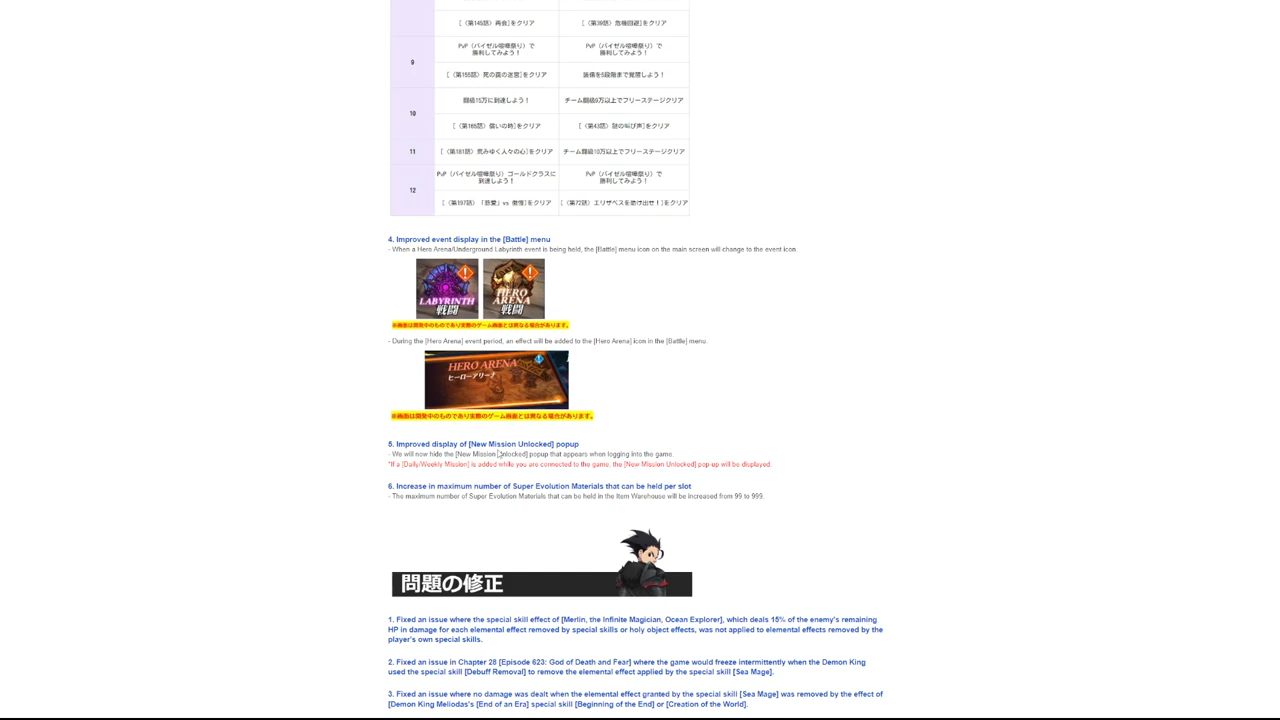 [〈第145話〉再会]をクリア
[〈第39話〉危機回避]をクリア
9
PvP（バイゼル喧嘩祭り）で
勝利してみよう！
PvP（バイゼル喧嘩祭り）で
勝利してみよう！
[〈第155話〉死の罠の迷宮]をクリア
装備を5段階まで覚醒しよう！
10
闘級15万に到達しよう！
チーム闘級9万以上でフリーステージクリア
[〈第165話〉償いの時]をクリア
[〈第43話〉謎の叫び声]をクリア
11
[〈第181話〉荒みゆく人々の心]をクリア
チーム闘級10万以上でフリーステージクリア
12
PvP（バイゼル喧嘩祭り）ゴールドクラスに
到達しよう！
PvP（バイゼル喧嘩祭り）で
勝利してみよう！
[〈第197話〉「慈愛」vs 傲慢]をクリア
[〈第72話〉エリザベスを助け出せ！]をクリア
4. Improved event display in the [Battle] menu
- When a Hero Arena/Underground Labyrinth event is being held, the [Battle] menu icon on the main screen will change to the event icon.
LABYRINTH
戦闘
HERO
ARENA
戦闘
※画面は開発中のものであり実際のゲーム画面とは異なる場合があります。
- During the [Hero Arena] event period, an effect will be added to the [Hero Arena] icon in the [Battle] menu.
HERO ARENA
ヒーローアリーナ
※画面は開発中のものであり実際のゲーム画面とは異なる場合があります。
5. Improved display of [New Mission Unlocked] popup
- We will now hide the [New Mission Unlocked] popup that appears when logging into the game.
*If a [Daily/Weekly Mission] is added while you are connected to the game, the [New Mission Unlocked] pop-up will be displayed.
6. Increase in maximum number of Super Evolution Materials that can be held per slot
- The maximum number of Super Evolution Materials that can be held in the Item Warehouse will be increased from 99 to 999.
問題の修正
1. Fixed an issue where the special skill effect of [Merlin, the Infinite Magician, Ocean Explorer], which deals 15% of the enemy's remaining
HP in damage for each elemental effect removed by special skills or holy object effects, was not applied to elemental effects removed by the
player's own special skills.
2. Fixed an issue in Chapter 28 [Episode 623: God of Death and Fear] where the game would freeze intermittently when the Demon King
used the special skill [Debuff Removal] to remove the elemental effect applied by the special skill [Sea Mage].
3. Fixed an issue where no damage was dealt when the elemental effect granted by the special skill [Sea Mage] was removed by the effect of
[Demon King Meliodas's [End of an Era] special skill [Beginning of the End] or [Creation of the World].